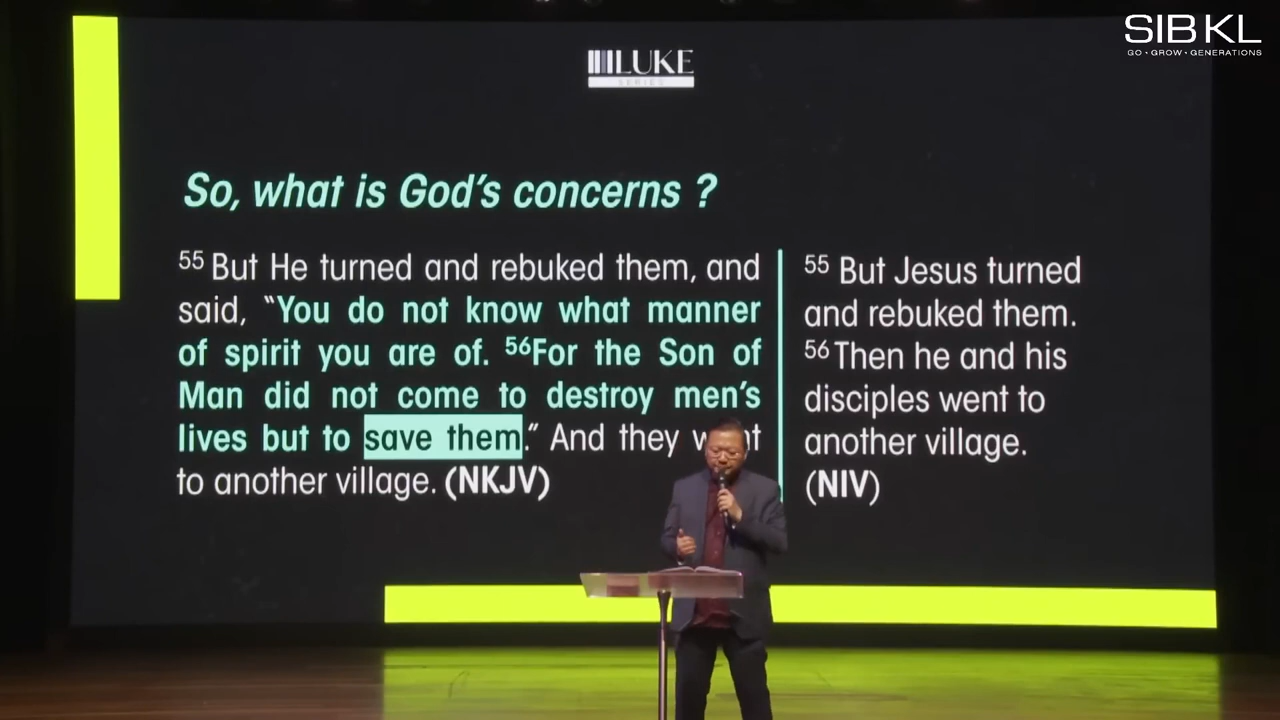 SIBKL
GO • GROW • GENERATIONS
LUKE
SERIES
So, what is God's concerns ?
55 But He turned and rebuked them, and
said, “You do not know what manner
of spirit you are of. 56For the Son of
Man did not come to destroy men's
lives but to save them.” And they went
to another village. (NKJV)
55 But Jesus turned
and rebuked them.
56 Then he and his
disciples went to
another village.
(NIV)